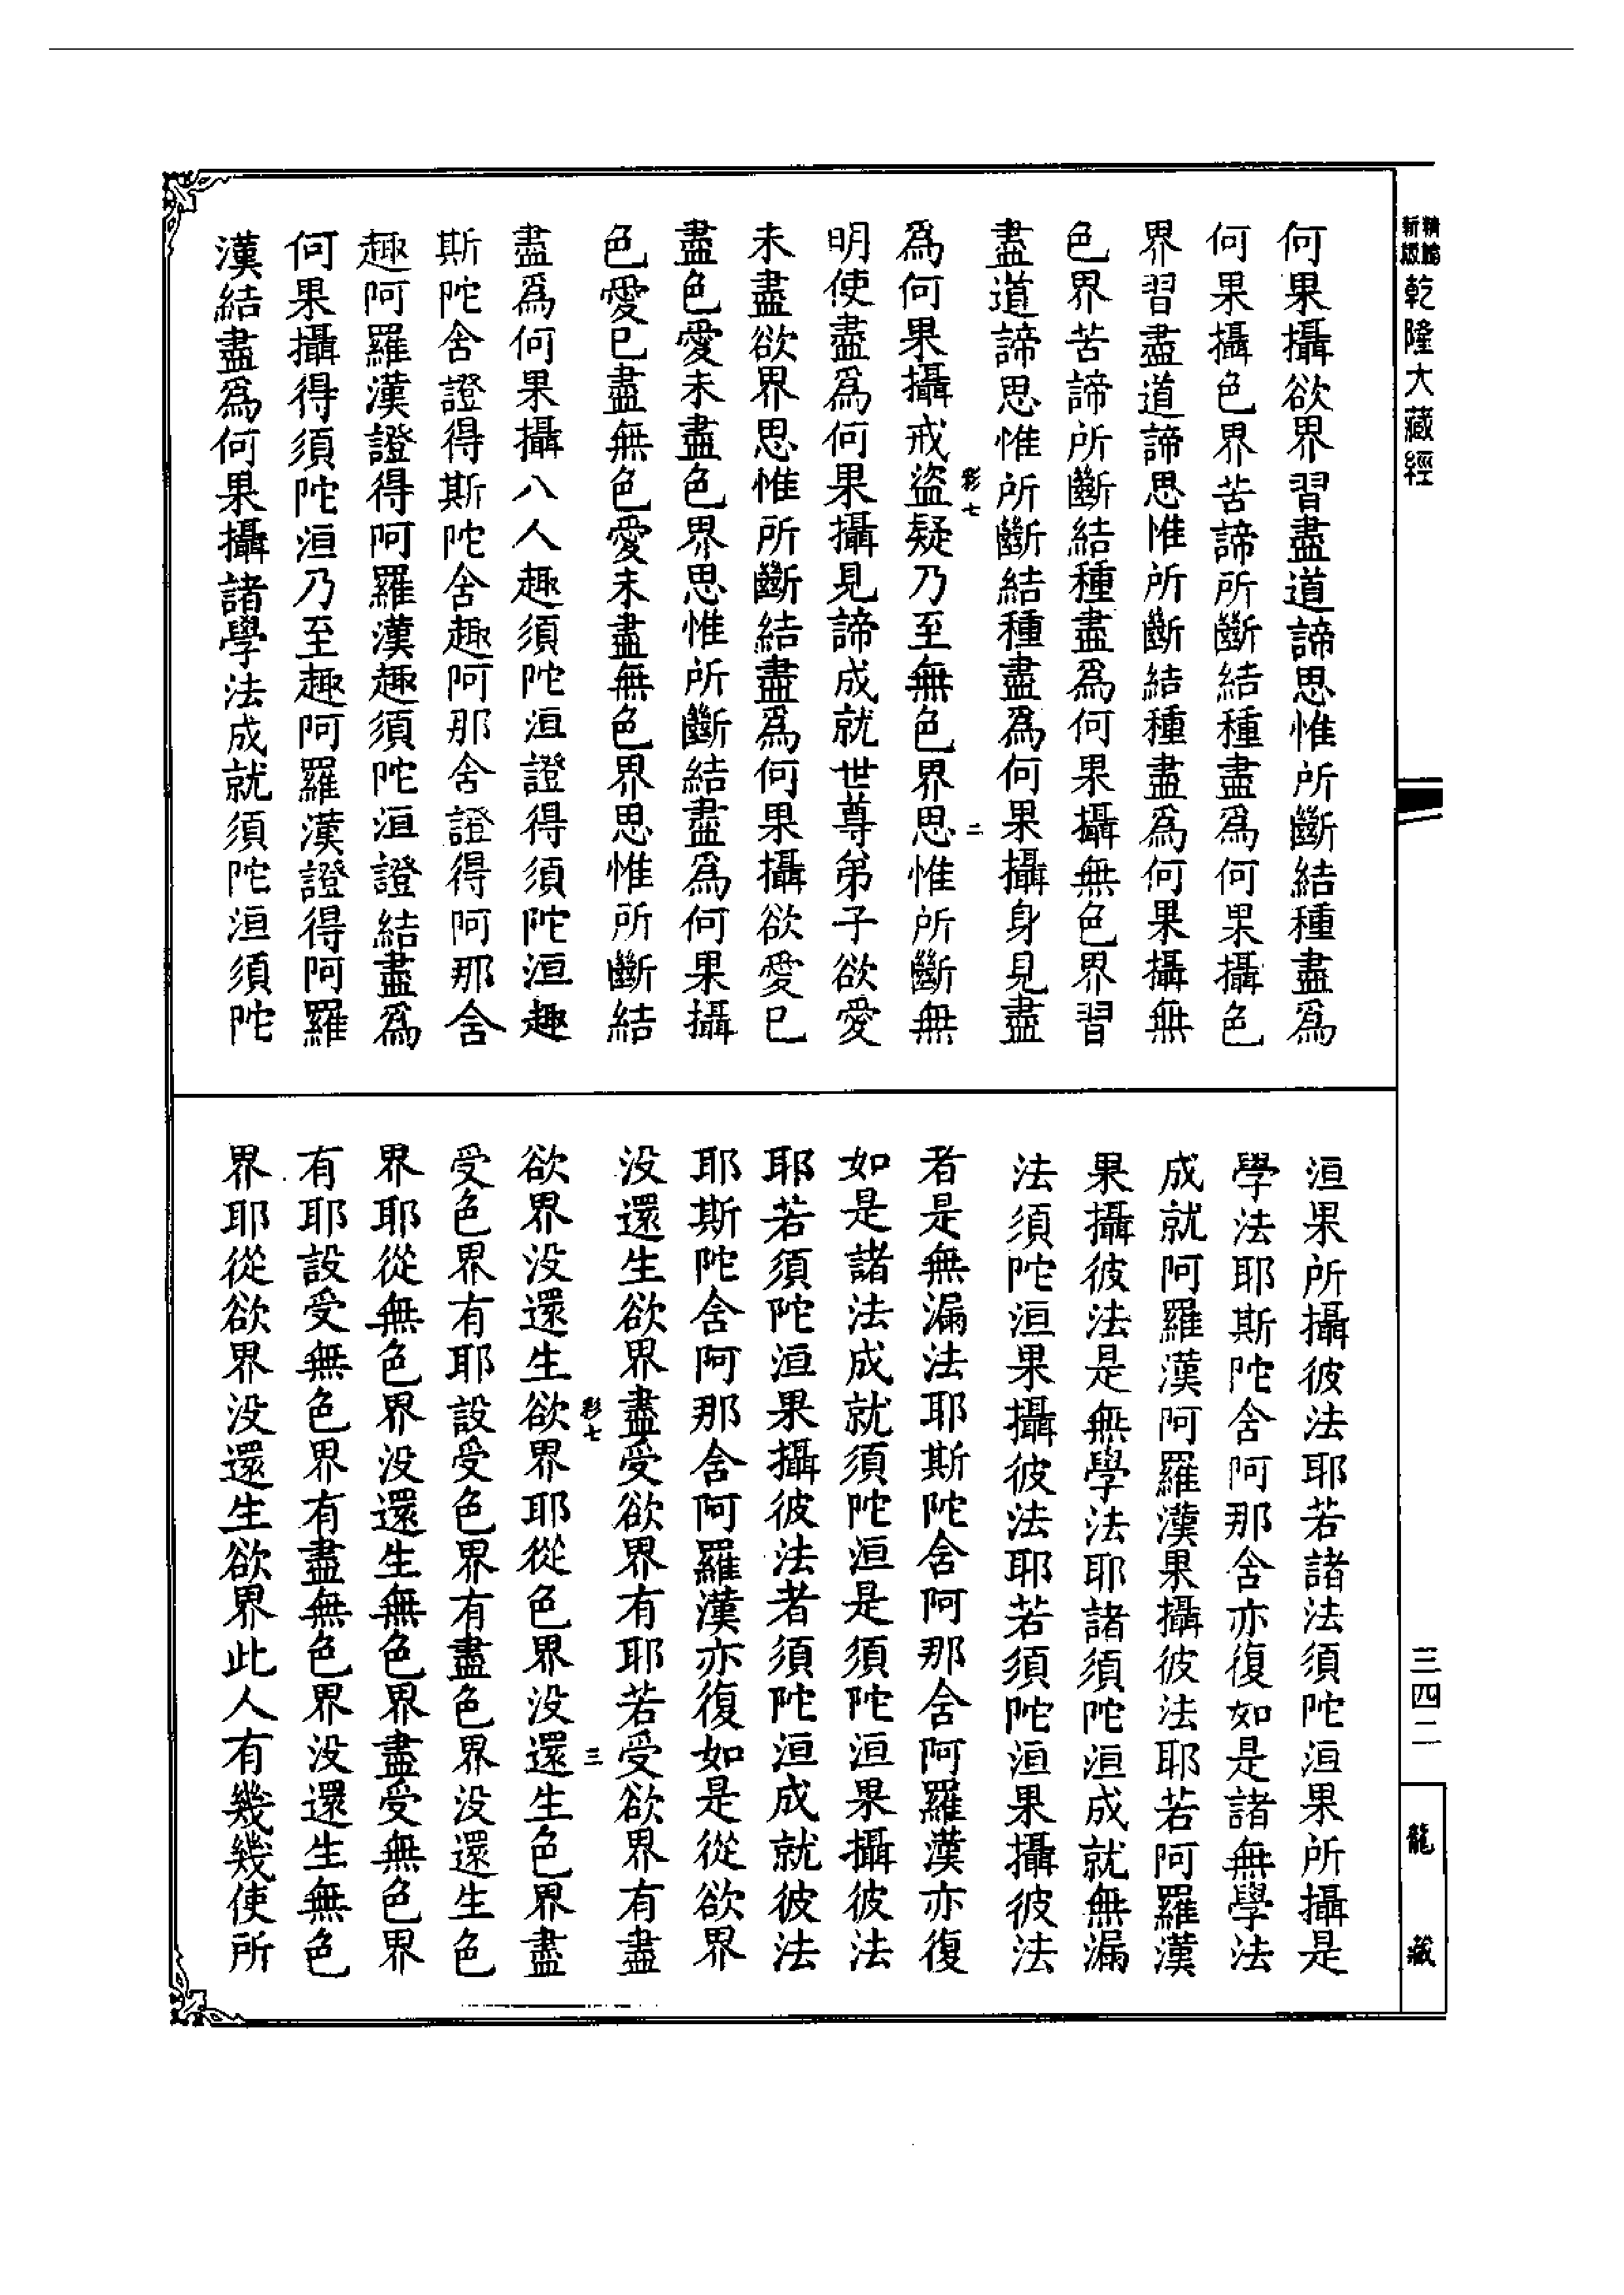 精鵭
新版
乾隆大藏經
何果攝欲界習盡道諦思惟所斷結種盡爲
何果攝色界苦諦所斷結種盡爲何果攝色
界習盡道諦思惟所斷結種盡爲何果攝無
色界苦諦所斷結種盡爲何果攝無色界習
盡道諦思惟所斷結種盡爲何果攝身見盡
彩七 二
爲何果攝戒盜疑乃至無色界思惟所斷無
明使盡爲何果攝見諦成就世尊弟子欲愛
未盡欲界思惟所斷結盡爲何果攝欲愛已
盡色愛未盡色界思惟所斷結盡爲何果攝
色愛已盡無色愛未盡無色界思惟所斷結
盡爲何果攝八人趣須陀洹證得須陀洹趣
斯陀舍證得斯陀舍趣阿那舍證得阿那舍
趣阿羅漢證得阿羅漢趣須陀洹證結盡爲
何果攝得須陀洹乃至趣阿羅漢證得阿羅
漢結盡爲何果攝諸學法成就須陀洹須陀
洹果所攝彼法耶若諸法須陀洹果所攝是
學法耶斯陀舍阿那舍亦復如是諸無學法
成就阿羅漢阿羅漢果攝彼法耶若阿羅漢
果攝彼法是無學法耶諸須陀洹成就無漏
法須陀洹果攝彼法耶若須陀洹果攝彼法
者是無漏法耶斯陀舍阿那舍阿羅漢亦復
如是諸法成就須陀洹是須陀洹果攝彼法
耶若須陀洹果攝彼法者須陀洹成就彼法
耶斯陀舍阿那舍阿羅漢亦復如是從欲界
没還生欲界盡受欲界有耶若受欲界有盡
彩七 三
欲界没還生欲界耶從色界没還生色界盡
受色界有耶設受色界有盡色界没還生色
界耶從無色界没還生無色界盡受無色界
有耶設受無色界有盡無色界没還生無色
界耶從欲界没還生欲界此人有幾幾使所
三四二
龍藏